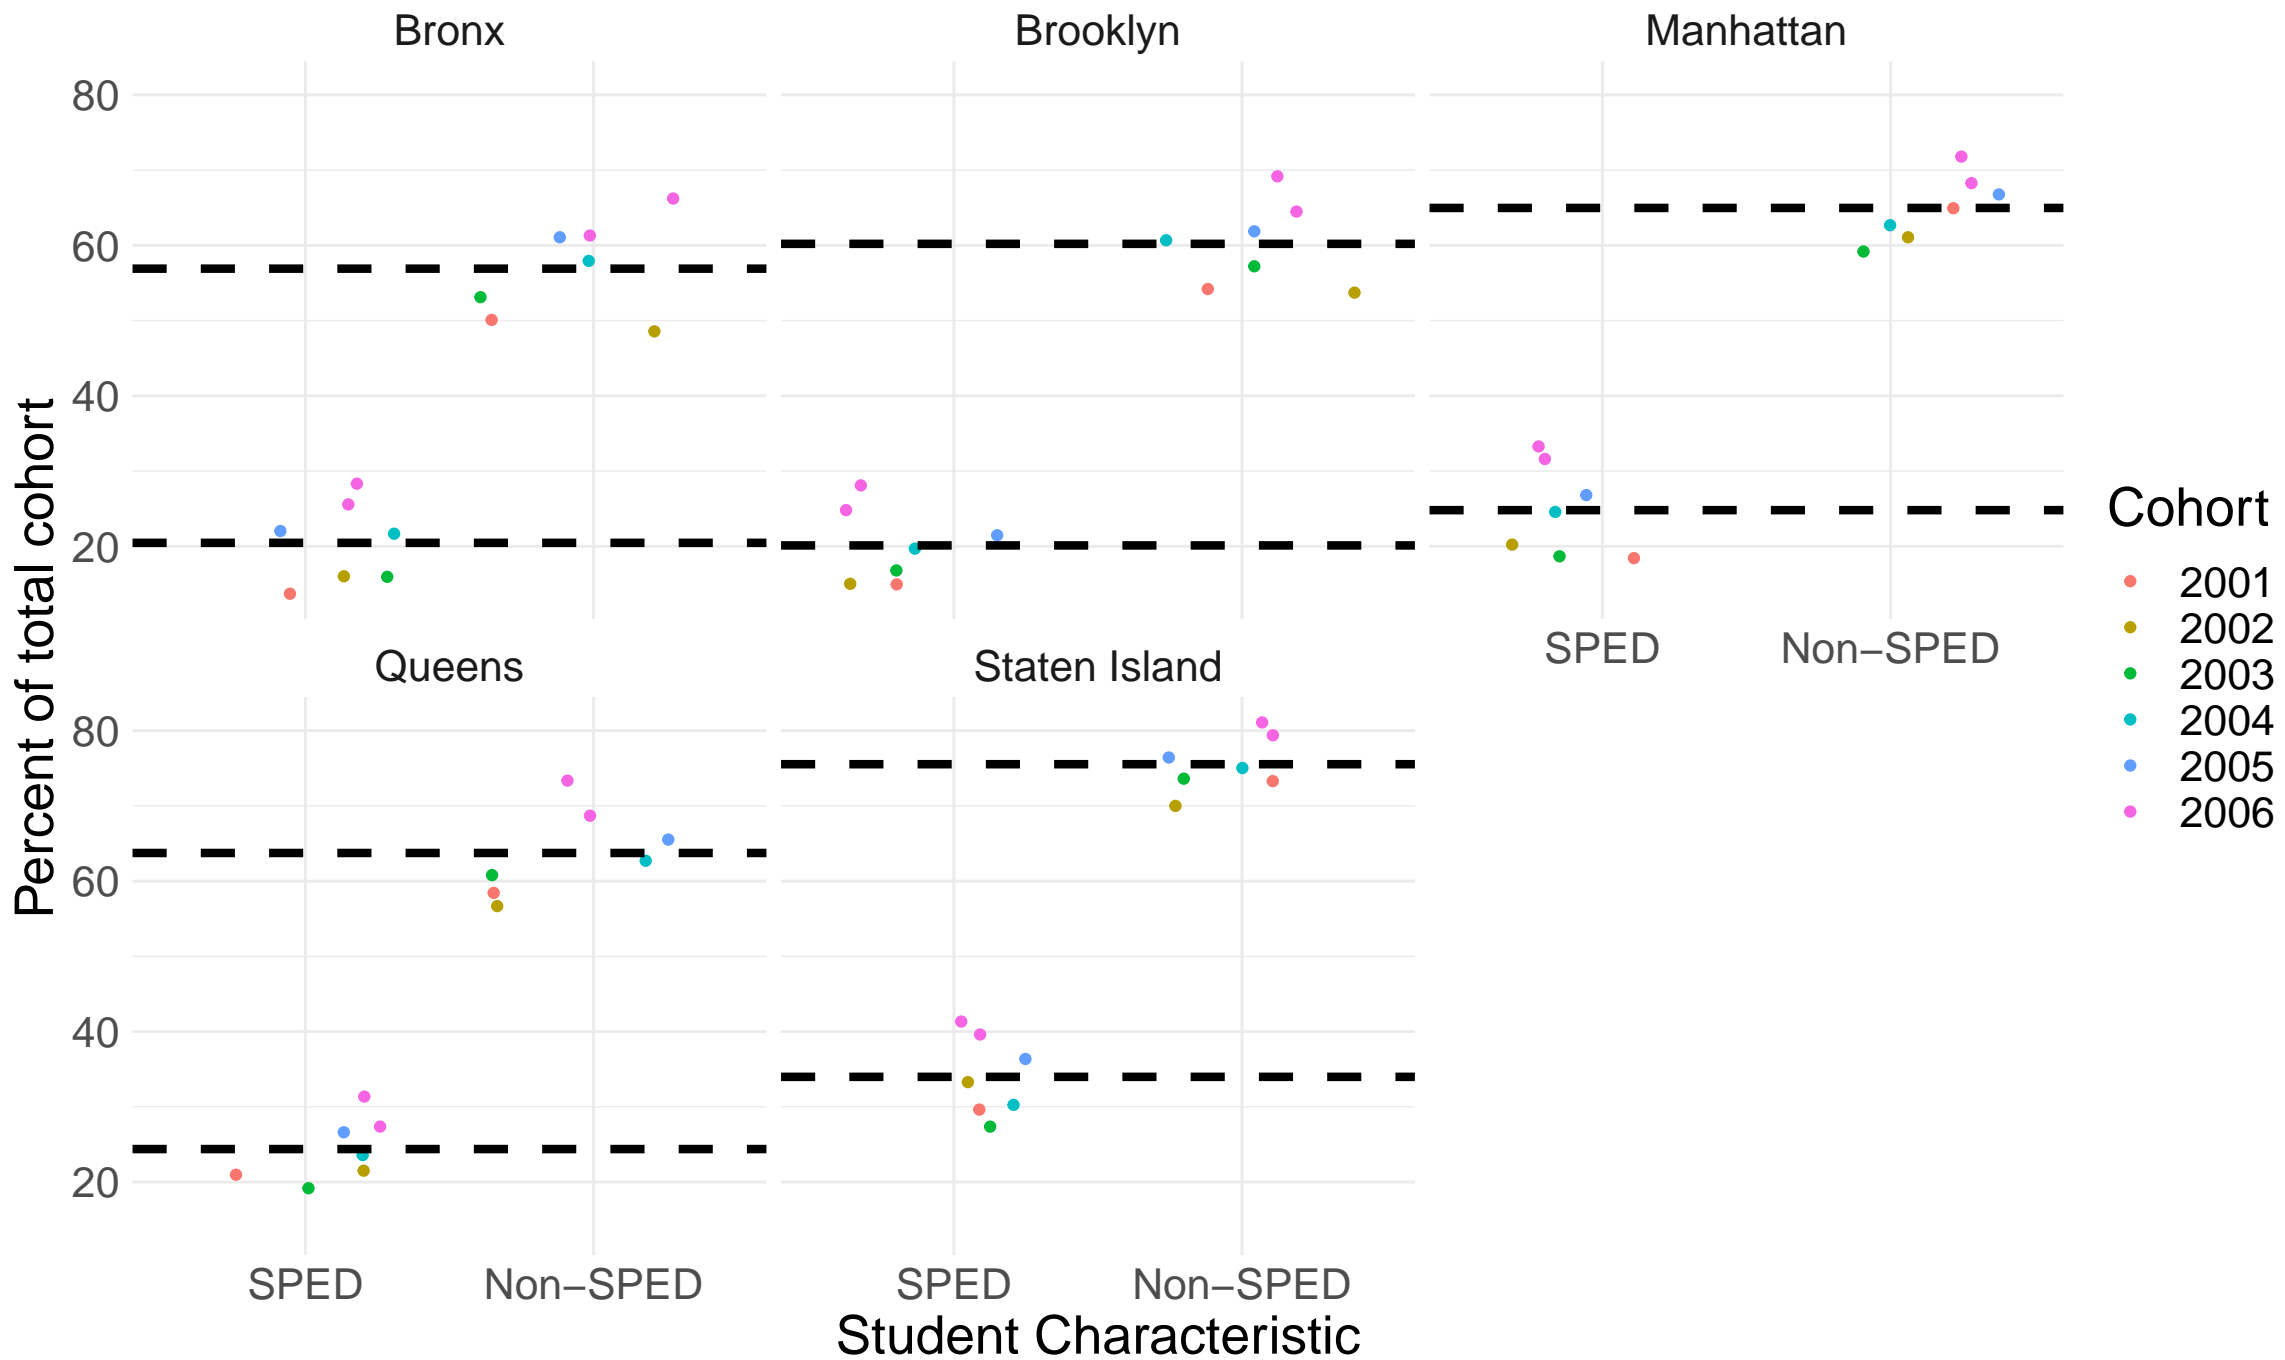 Bronx
Brooklyn
Manhattan
80
60
40
20
SPED
Non−SPED
Queens
Staten Island
80
60
40
20
SPED
Non−SPED
SPED
Non−SPED
Student Characteristic
Percent of total cohort
Cohort
2001
2002
2003
2004
2005
2006